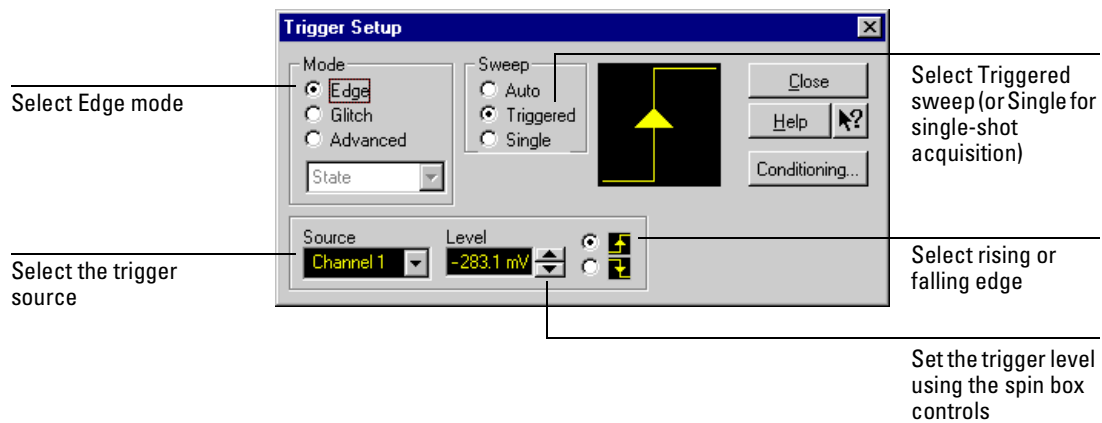 Trigger Setup
Mode
Edge
Glitch
Advanced
State
Sweep
Auto
Triggered
Single
Close
Help
?
Conditioning...
Source
Channel 1
Level
-283.1 mV
Select Edge mode
Select the trigger
source
Select Triggered
sweep (or Single for
single-shot
acquisition)
Select rising or
falling edge
Set the trigger level
using the spin box
controls